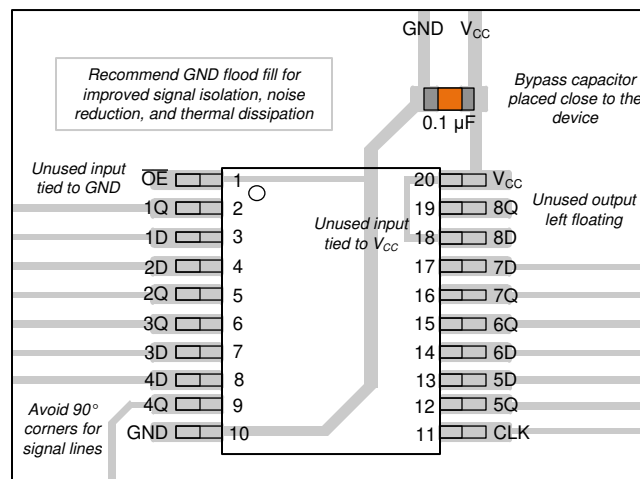 GND VCC
Recommend GND flood fill for
improved signal isolation, noise
reduction, and thermal dissipation
0.1 µF
Bypass capacitor
placed close to the
device
Unused input
tied to GND
O̅E̅ 1
1Q 2
1D 3
2D 4
2Q 5
3Q 6
3D 7
4D 8
4Q 9
GND 10
Unused input
tied to VCC
20 VCC
19 8Q
18 8D
17 7D
16 7Q
15 6Q
14 6D
13 5D
12 5Q
11 CLK
Unused output
left floating
Avoid 90°
corners for
signal lines